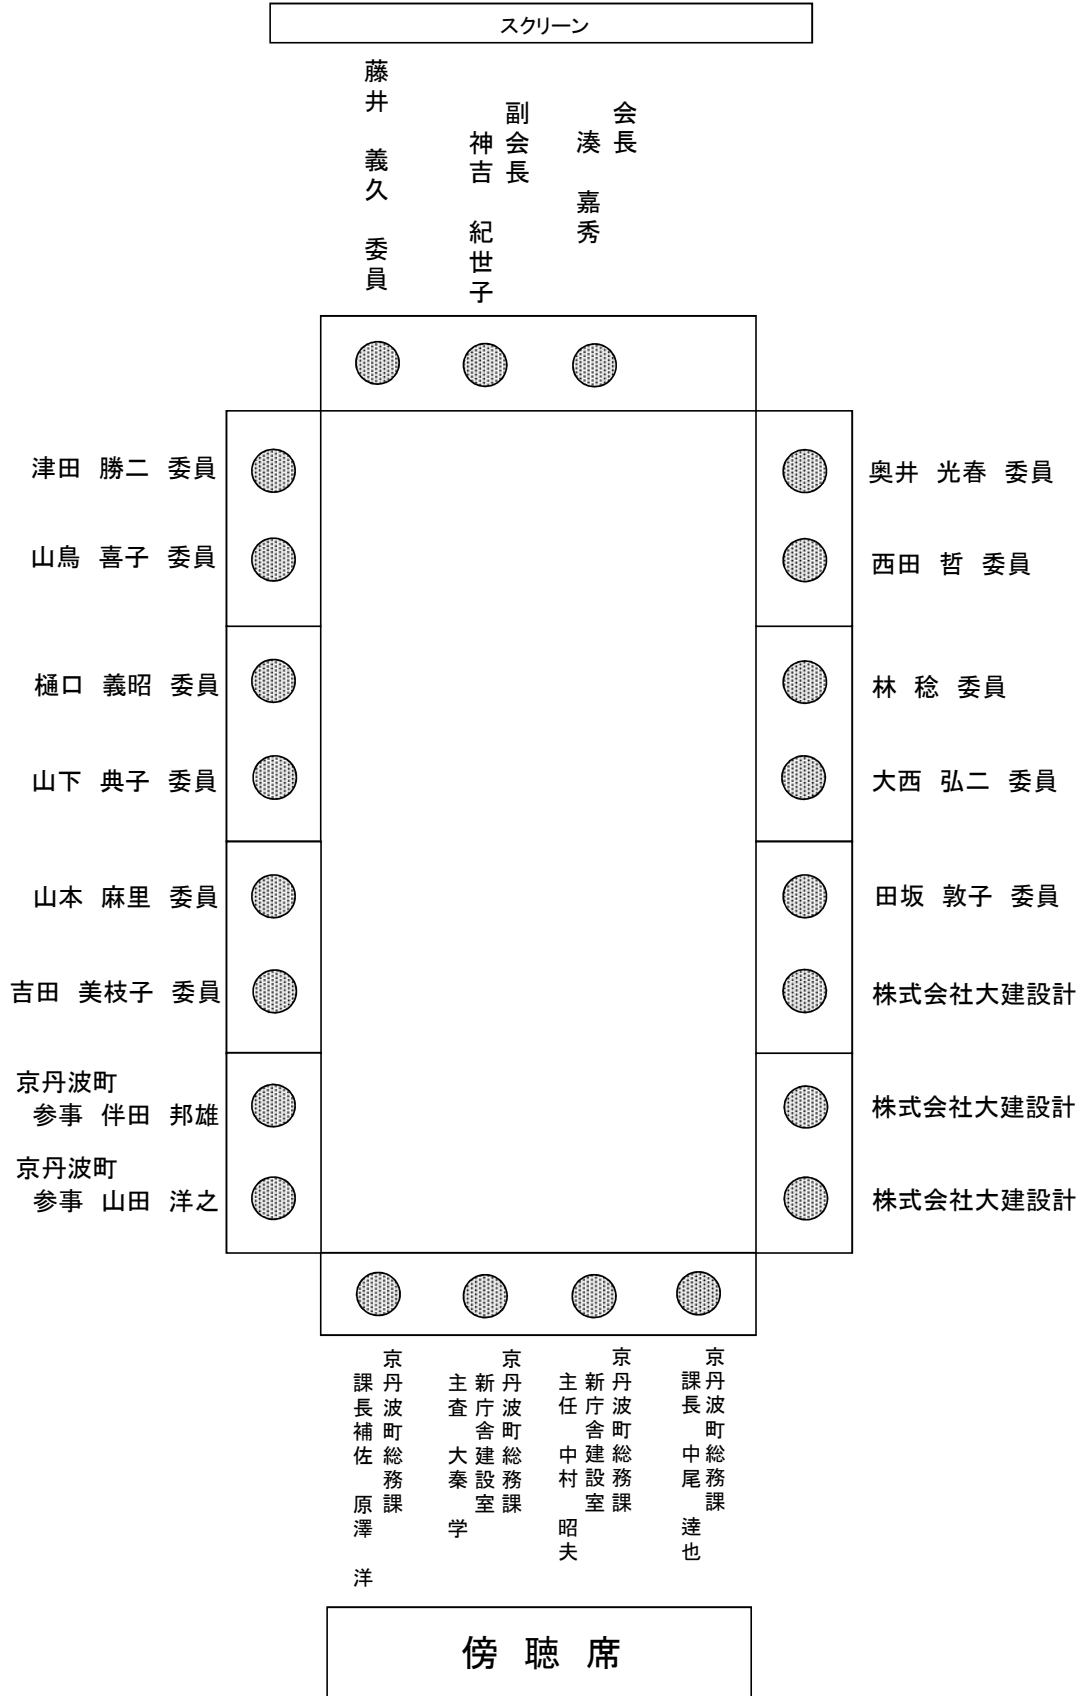 スクリーン
会長
湊 嘉秀
副会長
神吉 紀世子
藤井 義久 委員
津田 勝二 委員
山鳥 喜子 委員
樋口 義昭 委員
山下 典子 委員
山本 麻里 委員
吉田 美枝子 委員
京丹波町
参事 伴田 邦雄
京丹波町
参事 山田 洋之
奥井 光春 委員
西田 哲 委員
林 稔 委員
大西 弘二 委員
田坂 敦子 委員
株式会社大建設計
株式会社大建設計
株式会社大建設計
京丹波町総務課
課長 中尾 達也
京丹波町総務課
新庁舎建設室
主任 中村 昭夫
京丹波町総務課
新庁舎建設室
主査 大秦 学
京丹波町総務課
課長補佐 原澤 洋
傍聴席